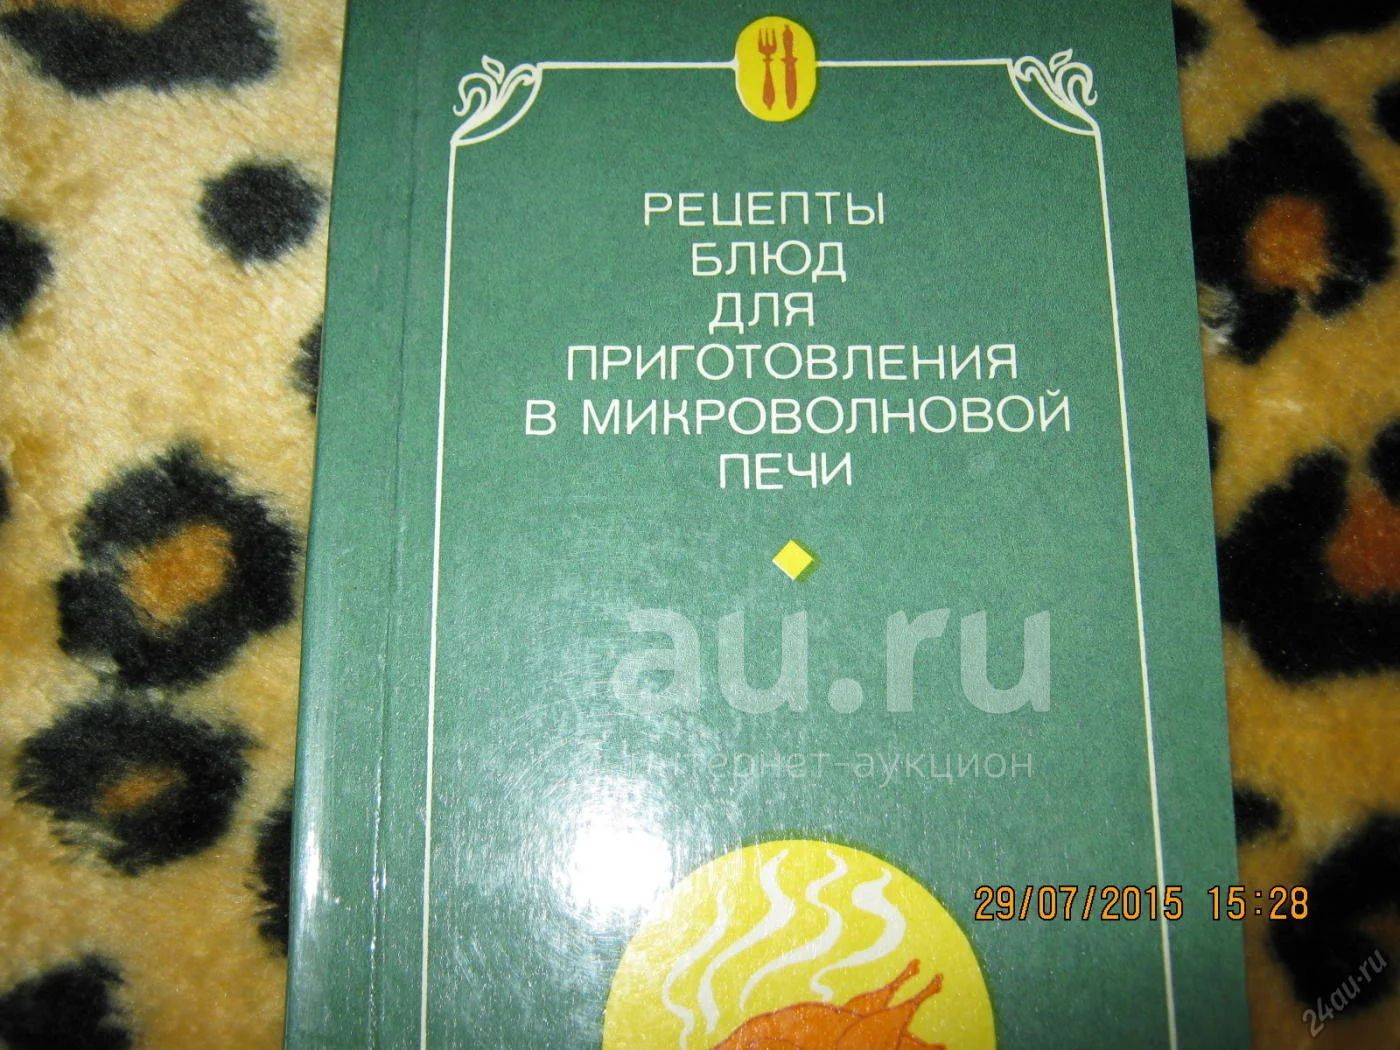 РЕЦЕПТЫ
БЛЮД
ДЛЯ
ПРИГОТОВЛЕНИЯ
В МИКРОВОЛНОВОЙ
ПЕЧИ
au.ru
интернет-аукцион
29/07/2015 15:28
24au.ru